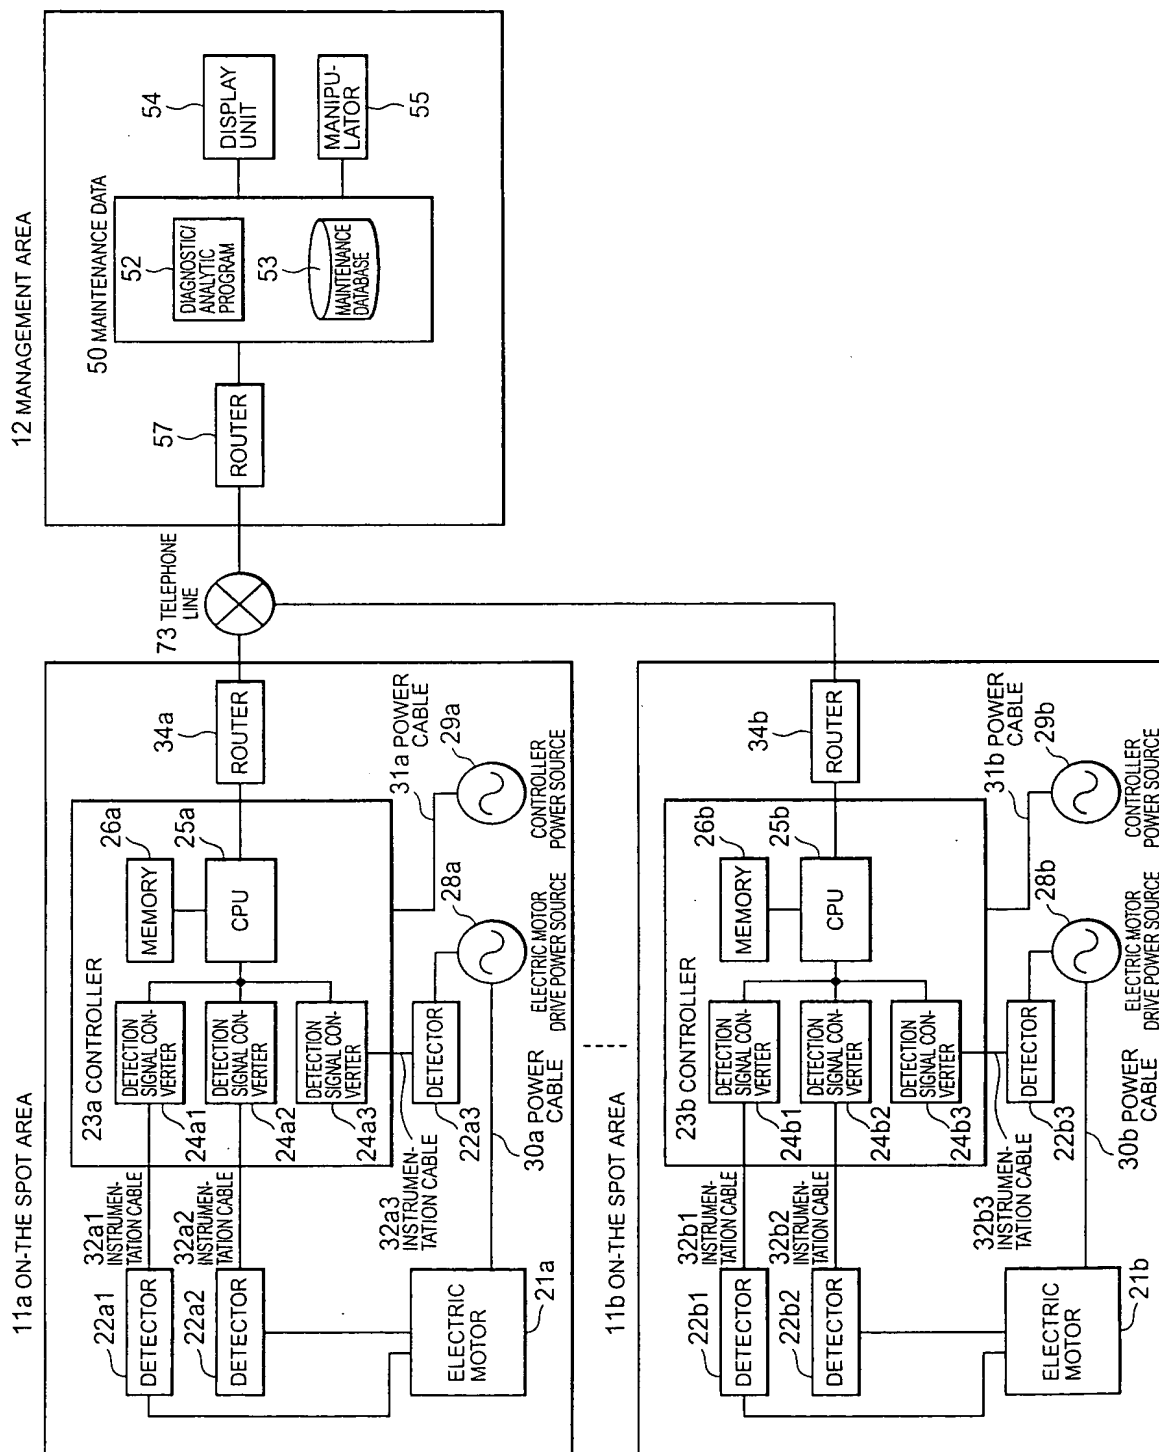 11a ON-THE SPOT AREA
22a1
DETECTOR
22a2
DETECTOR
ELECTRIC
MOTOR
21a
32a1
INSTRUMEN-
TATION CABLE
32a2
INSTRUMEN-
TATION CABLE
32a3
INSTRUMEN-
TATION CABLE
23a CONTROLLER
DETECTION
SIGNAL CON-
VERTER
24a1
DETECTION
SIGNAL CON-
VERTER
24a2
DETECTION
SIGNAL CON-
VERTER
24a3
DETECTOR
22a3
30a POWER
CABLE
MEMORY
26a
CPU
25a
28a
ELECTRIC MOTOR
DRIVE POWER SOURCE
31a POWER
CABLE
29a
CONTROLLER
POWER SOURCE
34a
ROUTER
73 TELEPHONE
LINE
12 MANAGEMENT AREA
57
ROUTER
50 MAINTENANCE DATA
52
DIAGNOSTIC/
ANALYTIC
PROGRAM
53
MAINTENANCE
DATABASE
54
DISPLAY
UNIT
MANIPU-
LATOR
55
11b ON-THE SPOT AREA
22b1
DETECTOR
22b2
DETECTOR
ELECTRIC
MOTOR
21b
32b1
INSTRUMEN-
TATION CABLE
32b2
INSTRUMEN-
TATION CABLE
32b3
INSTRUMEN-
TATION CABLE
23b CONTROLLER
DETECTION
SIGNAL CON-
VERTER
24b1
DETECTION
SIGNAL CON-
VERTER
24b2
DETECTION
SIGNAL CON-
VERTER
24b3
DETECTOR
22b3
30b POWER
CABLE
MEMORY
26b
CPU
25b
28b
ELECTRIC MOTOR
DRIVE POWER SOURCE
31b POWER
CABLE
29b
CONTROLLER
POWER SOURCE
34b
ROUTER